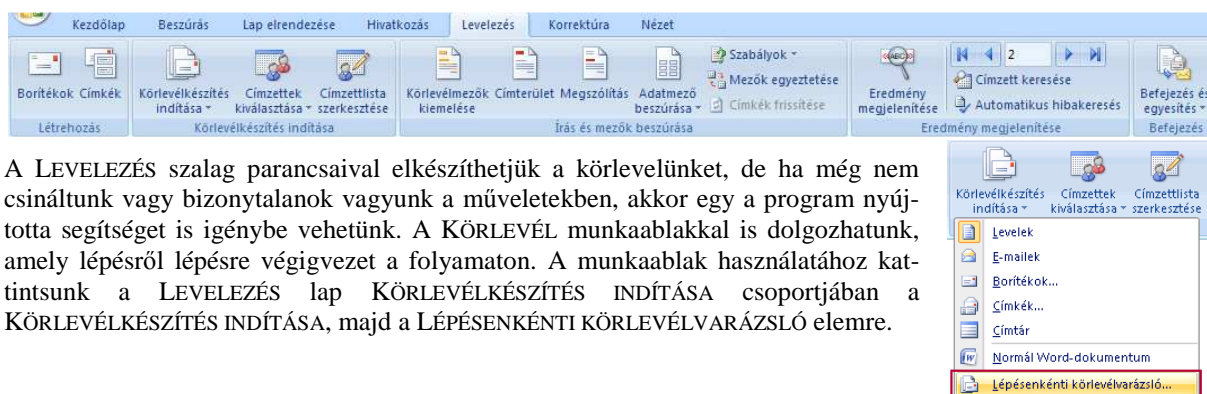 Kezdőlap Beszúrás Lap elrendezése Hivatkozás Levelezés Korrektúra Nézet
Borítékok Címkék
Létrehozás
Körlevélkészítés indítása
Címzettek kiválasztása
Címzettlista szerkesztése
Körlevélkészítés indítása
Körlevélmezők kiemelése
Címterület Megszólítás
Adatmező beszúrása
Szabályok
Mezők egyeztetése
Címkék frissítése
Írás és mezők beszúrása
«ABC»
Eredmény megjelenítése
2
Címzett keresése
Automatikus hibakeresés
Eredmény megjelenítése
Befejezés és
egyesítés
Befejezés
A LEVELEZÉS szalag parancsaival elkészíthetjük a körlevelünket, de ha még nem
csináltunk vagy bizonytalanok vagyunk a műveletekben, akkor egy a program nyúj-
totta segítséget is igénybe vehetünk. A KÖRLEVÉL munkaablakkal is dolgozhatunk,
amely lépésről lépésre végigvezet a folyamaton. A munkaablak használatához kat-
tintsunk a LEVELEZÉS lap KÖRLEVÉLKÉSZÍTÉS INDÍTÁSA csoportjában a
KÖRLEVÉLKÉSZÍTÉS INDÍTÁSA, majd a LÉPÉSENKÉNTI KÖRLEVÉLVARÁZSLÓ elemre.
Körlevélkészítés Címzettek Címzettlista
indítása kiválasztása szerkesztése
Levelek
E-mailek
Borítékok...
Címkék...
Címtár
Normál Word-dokumentum
Lépésenkénti körlevélvarázsló...